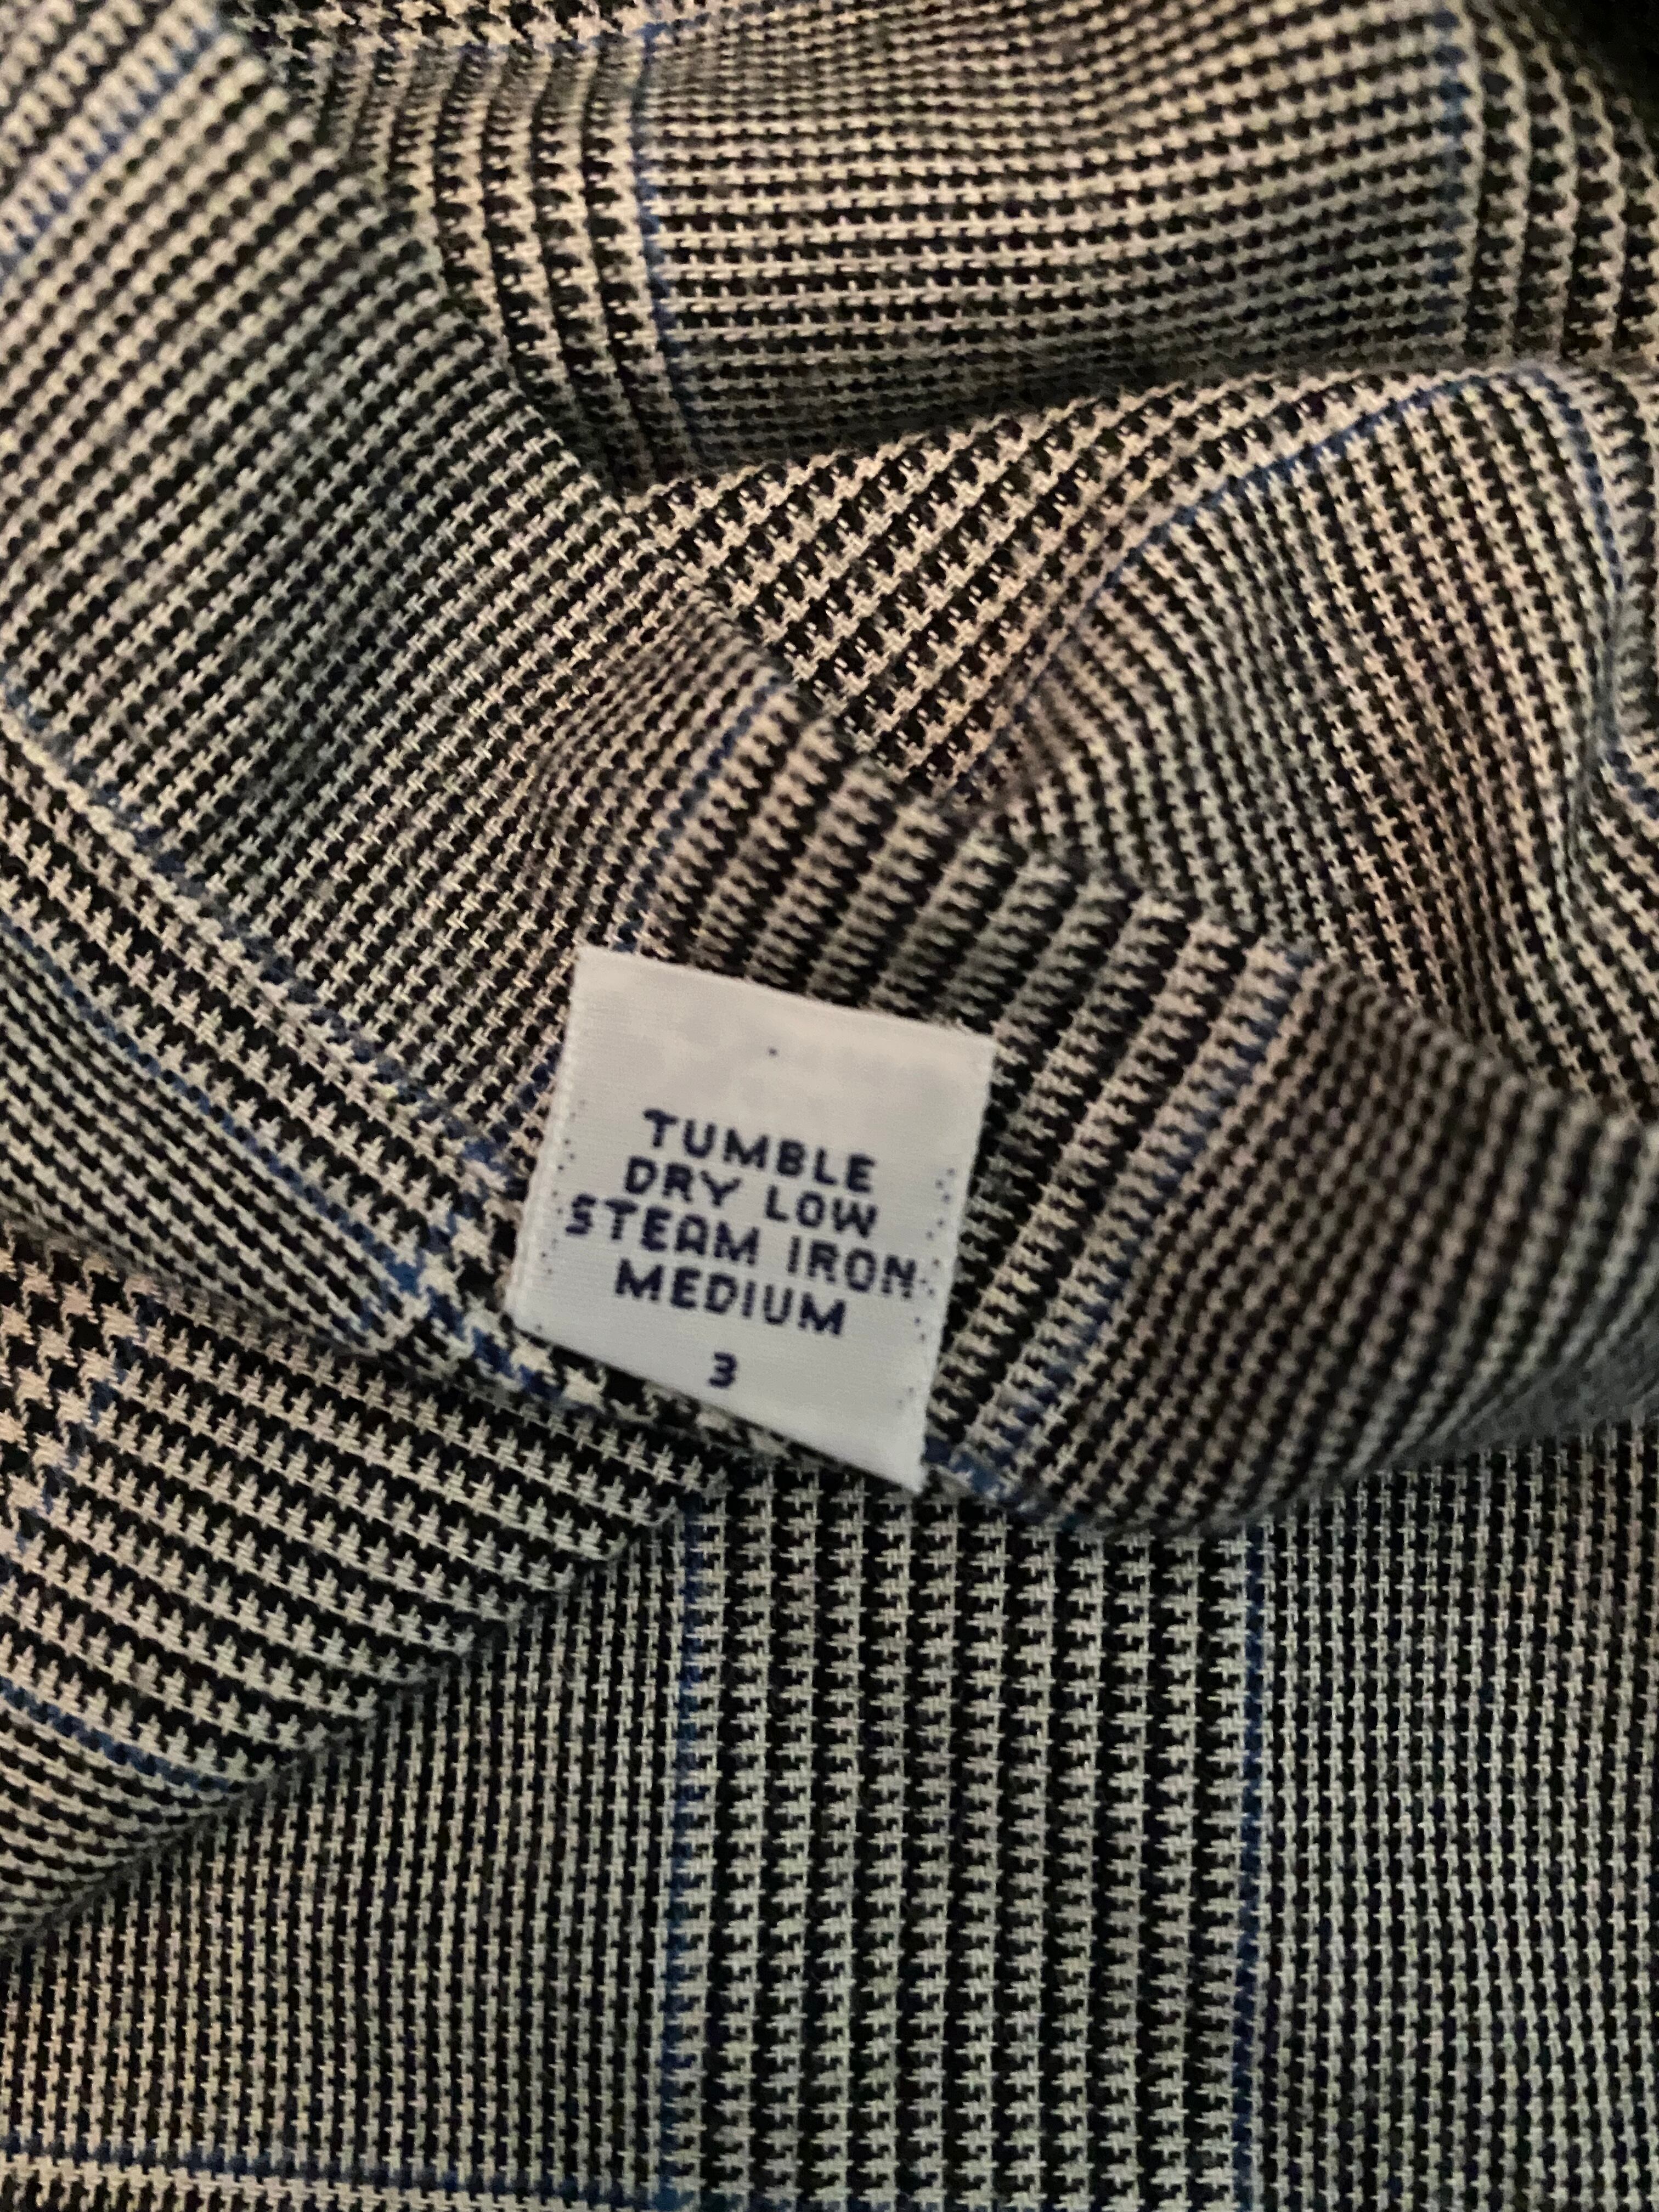 TUMBLE
DRY LOW
STEAM IRON
MEDIUM
3